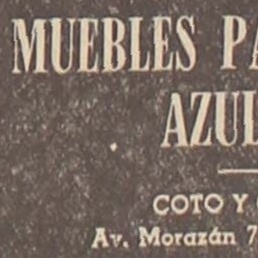 MUEBLES PA
AZUL
COTO Y
Av. Morazán 7